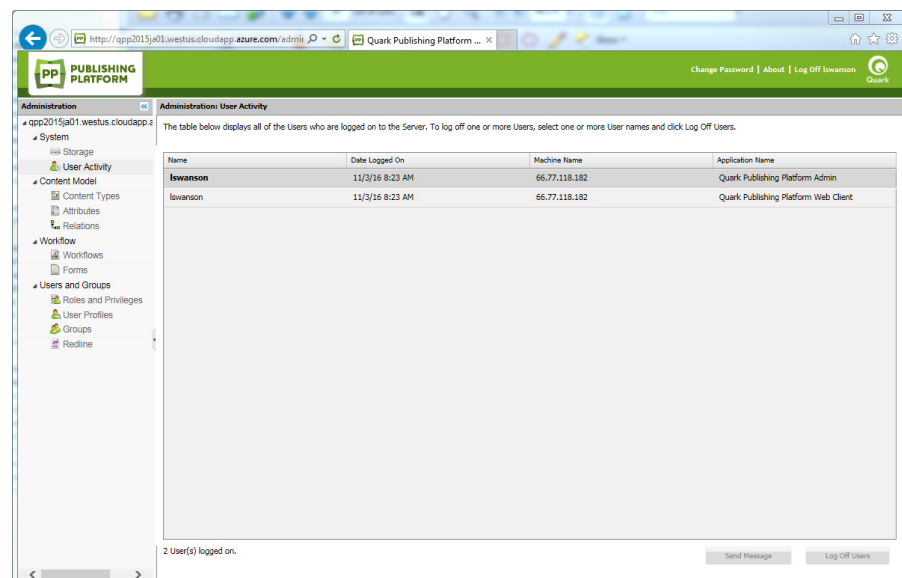 http://qpp2015ja01.westus.cloudapp.azure.com/admir
Quark Publishing Platform ...
PP PUBLISHING PLATFORM
Change Password | About | Log Off lswanson
Quark
Administration
Administration: User Activity
qpp2015ja01.westus.cloudapp.a
The table below displays all of the Users who are logged on to the Server. To log off one or more Users, select one or more User names and click Log Off Users.
System
Storage
User Activity
Content Model
Content Types
Attributes
Relations
Workflow
Workflows
Forms
Users and Groups
Roles and Privileges
User Profiles
Groups
Redline
Name Date Logged On Machine Name Application Name
lswanson 11/3/16 8:23 AM 66.77.118.182 Quark Publishing Platform Admin
lswanson 11/3/16 8:23 AM 66.77.118.182 Quark Publishing Platform Web Client
2 User(s) logged on.
Send Message
Log Off Users